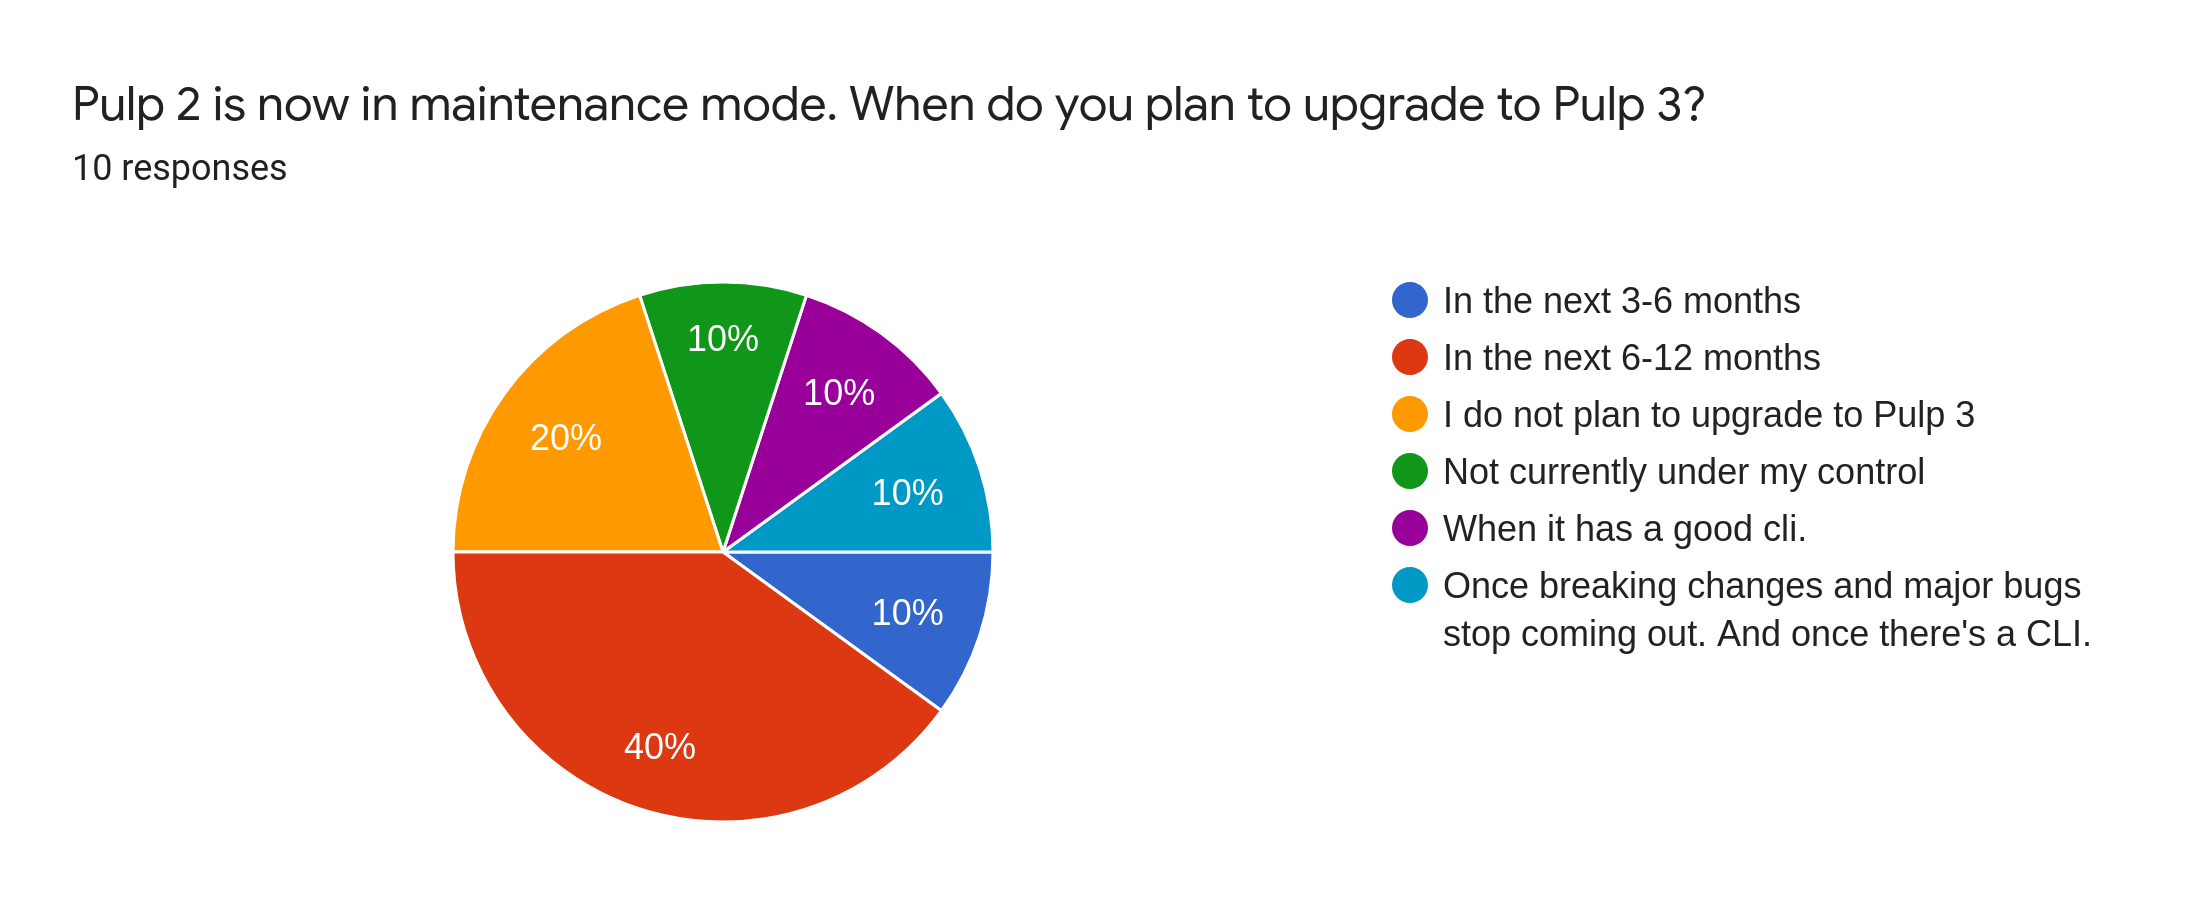 Pulp 2 is now in maintenance mode. When do you plan to upgrade to Pulp 3?
10 responses
10%
10%
20%
10%
10%
40%
In the next 3-6 months
In the next 6-12 months
I do not plan to upgrade to Pulp 3
Not currently under my control
When it has a good cli.
Once breaking changes and major bugs
stop coming out. And once there's a CLI.